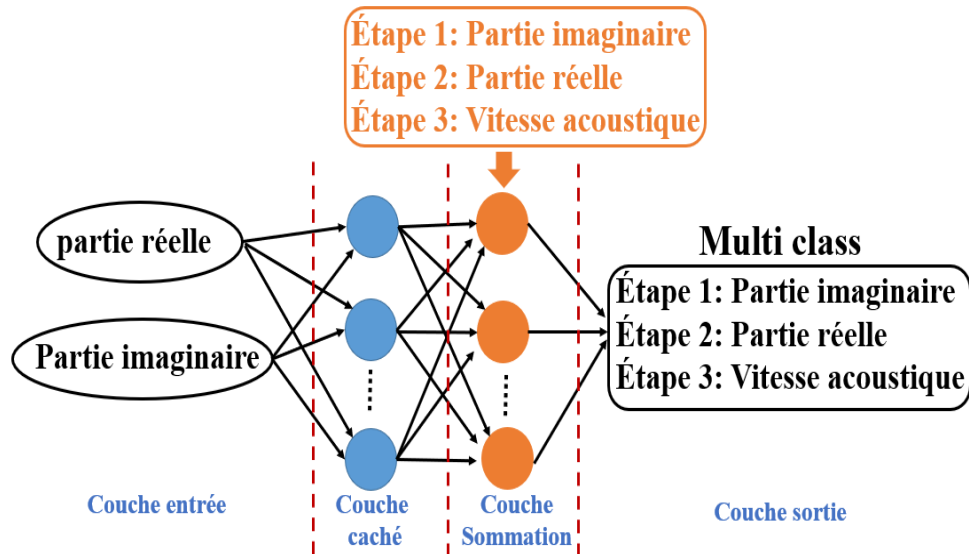 Étape 1: Partie imaginaire
Étape 2: Partie réelle
Étape 3: Vitesse acoustique
partie réelle
Partie imaginaire
Multi class
Étape 1: Partie imaginaire
Étape 2: Partie réelle
Étape 3: Vitesse acoustique
Couche entrée
Couche
caché
Couche
Sommation
Couche sortie